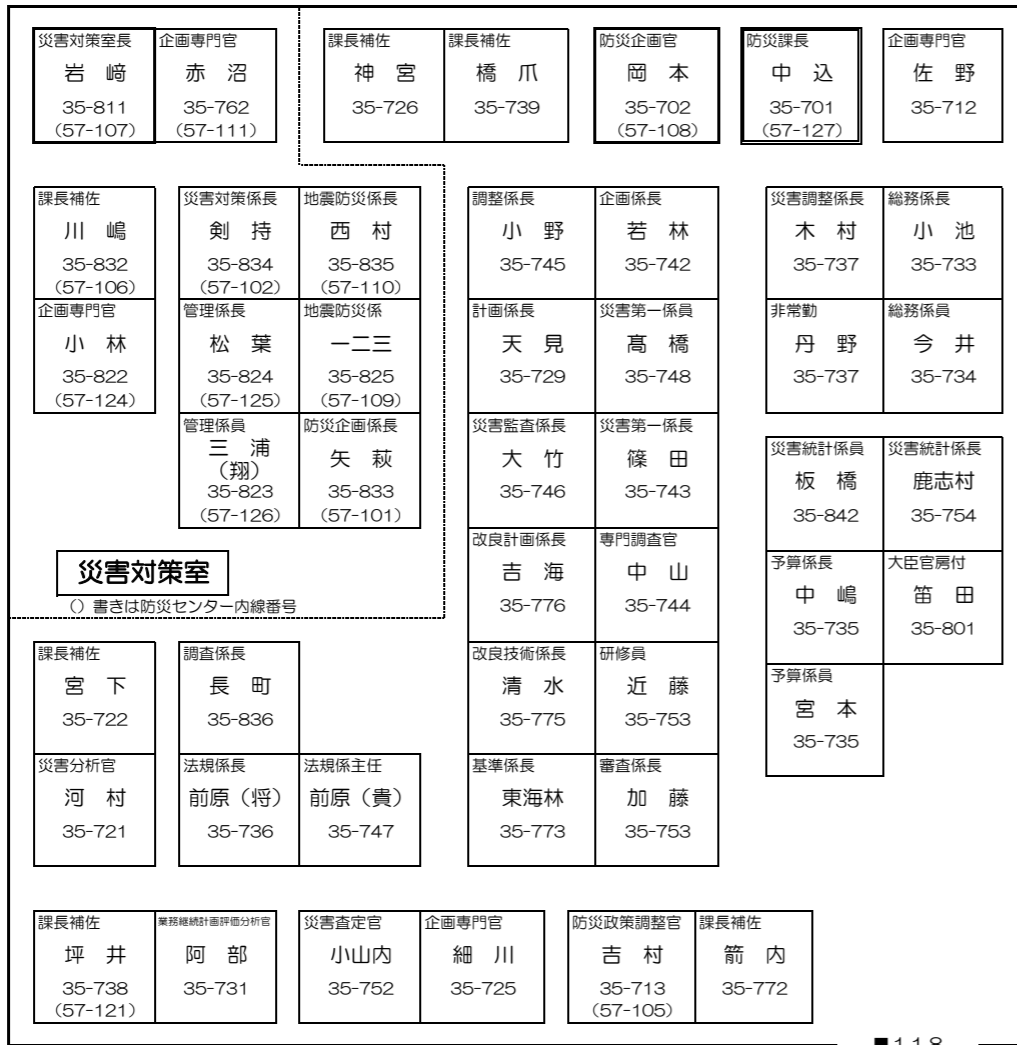 災害対策室長
岩 﨑
35-811
(57-107)
企画専門官
赤 沼
35-762
(57-111)
課長補佐
神 宮
35-726
課長補佐
橋 爪
35-739
防災企画官
岡 本
35-702
(57-108)
防災課長
中 込
35-701
(57-127)
企画専門官
佐 野
35-712
課長補佐
川 嶋
35-832
(57-106)
企画専門官
小 林
35-822
(57-124)
災害対策係長
剣 持
35-834
(57-102)
地震防災係長
西 村
35-835
(57-110)
管理係長
松 葉
35-824
(57-125)
地震防災係
一二三
35-825
(57-109)
管理係員
三 浦
(翔)
35-823
(57-126)
防災企画係長
矢 萩
35-833
(57-101)
災害対策室
()書きは防災センター内線番号
調整係長
小 野
35-745
企画係長
若 林
35-742
計画係長
天 見
35-729
災害第一係員
髙 橋
35-748
災害監査係長
大 竹
35-746
災害第一係長
篠 田
35-743
改良計画係長
吉 海
35-776
専門調査官
中 山
35-744
改良技術係長
清 水
35-775
研修員
近 藤
35-753
基準係長
東海林
35-773
審査係長
加 藤
35-753
災害調整係長
木 村
35-737
総務係長
小 池
35-733
非常勤
丹 野
35-737
総務係員
今 井
35-734
災害統計係員
板 橋
35-842
災害統計係長
鹿志村
35-754
予算係長
中 嶋
35-735
大臣官房付
笛 田
35-801
予算係員
宮 本
35-735
課長補佐
宮 下
35-722
調査係長
長 町
35-836
災害分析官
河 村
35-721
法規係長
前原(将)
35-736
法規係主任
前原(貴)
35-747
課長補佐
坪 井
35-738
(57-121)
業務継続計画評価分析官
阿 部
35-731
災害査定官
小山内
35-752
企画専門官
細 川
35-725
防災政策調整官
吉 村
35-713
(57-105)
課長補佐
箭 内
35-772